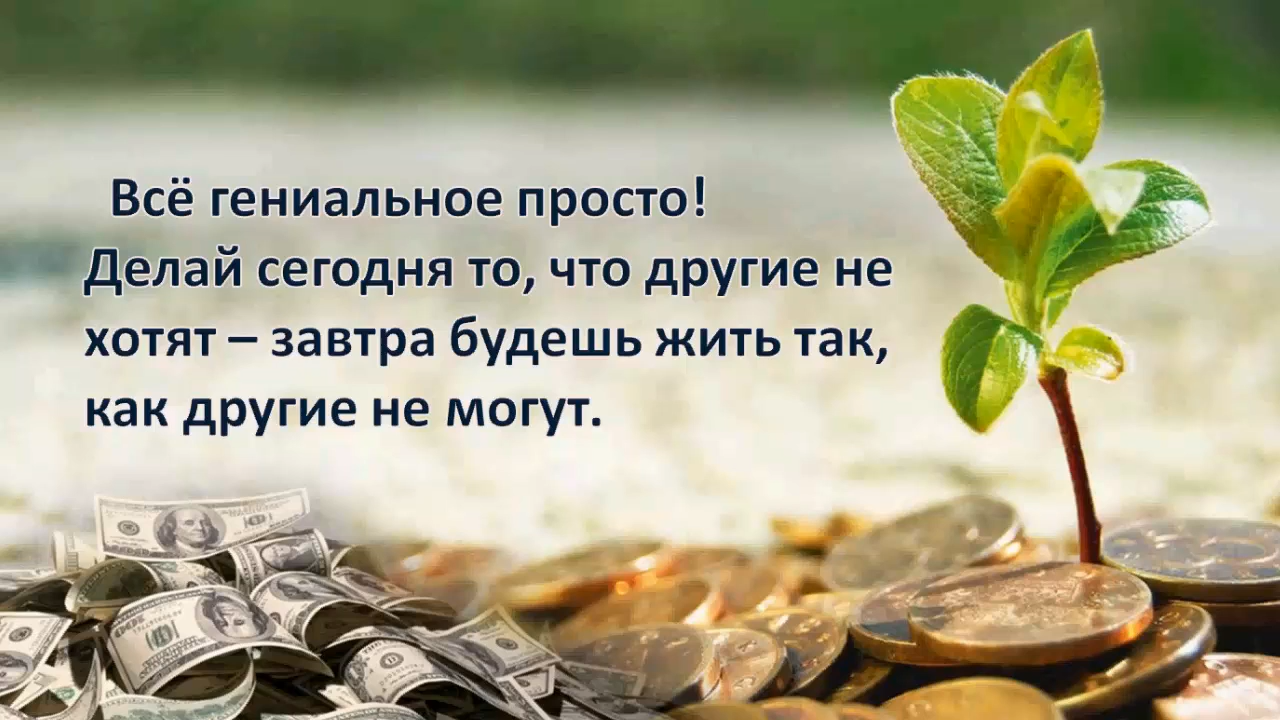 Всё гениальное просто!
Делай сегодня то, что другие не
хотят – завтра будешь жить так,
как другие не могут.